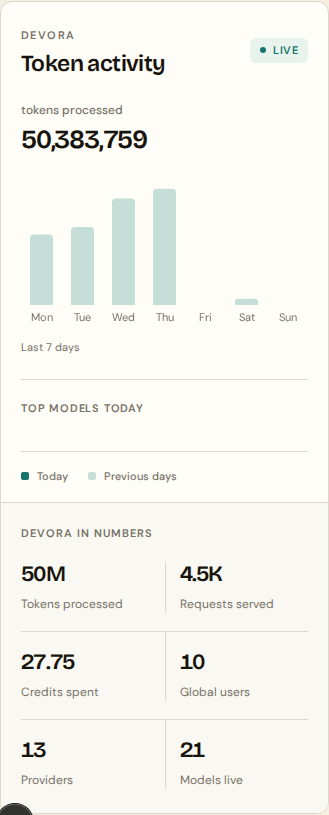 DEVORA
Token activity
LIVE
tokens processed
50,383,759
Mon Tue Wed Thu Fri Sat Sun
Last 7 days
TOP MODELS TODAY
Today Previous days
DEVORA IN NUMBERS
50M 4.5K
Tokens processed Requests served
27.75 10
Credits spent Global users
13 21
Providers Models live